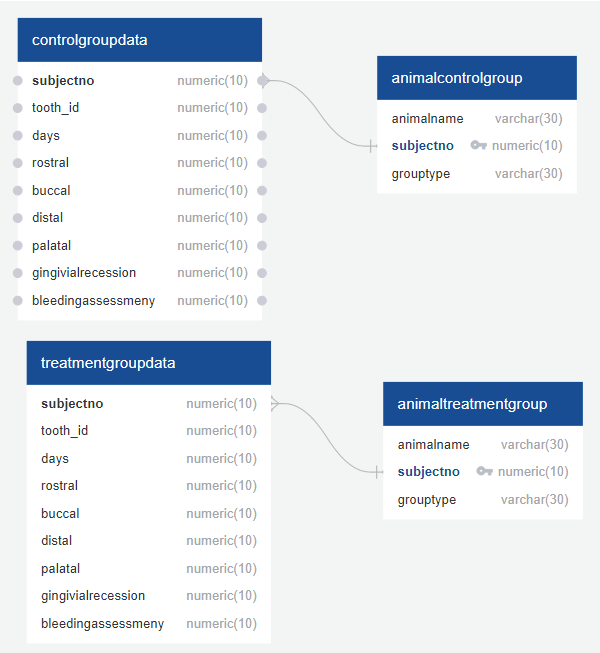 controlgroupdata
subjectno numeric(10)
tooth_id numeric(10)
days numeric(10)
rostral numeric(10)
buccal numeric(10)
distal numeric(10)
palatal numeric(10)
gingivialrecession numeric(10)
bleedingassessmeny numeric(10)
animalcontrolgroup
animalname varchar(30)
subjectno numeric(10)
grouptype varchar(30)
treatmentgroupdata
subjectno numeric(10)
tooth_id numeric(10)
days numeric(10)
rostral numeric(10)
buccal numeric(10)
distal numeric(10)
palatal numeric(10)
gingivialrecession numeric(10)
bleedingassessmeny numeric(10)
animaltreatmentgroup
animalname varchar(30)
subjectno numeric(10)
grouptype varchar(30)